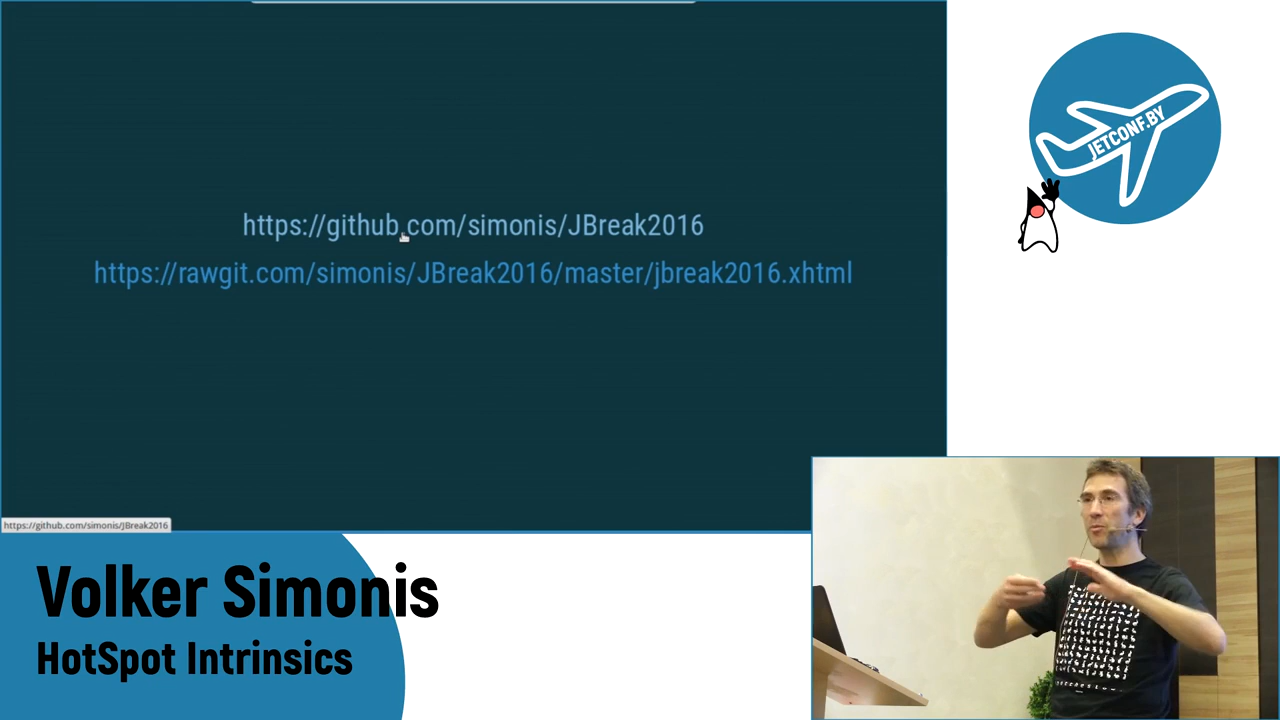 https://github.com/simonis/JBreak2016
https://rawgit.com/simonis/JBreak2016/master/jbreak2016.xhtml
https://github.com/simonis/JBreak2016
JETCONF.BY
Volker Simonis
HotSpot Intrinsics